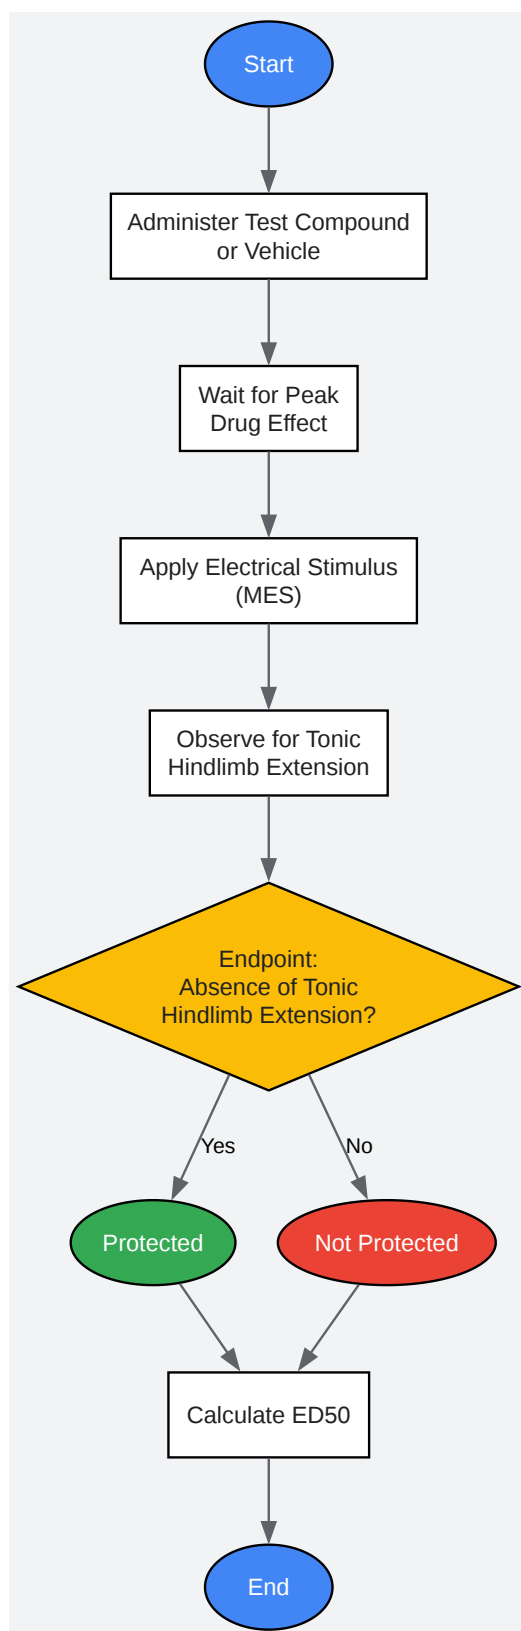 Start
Administer Test Compound
or Vehicle
Wait for Peak
Drug Effect
Apply Electrical Stimulus
(MES)
Observe for Tonic
Hindlimb Extension
Endpoint:
Absence of Tonic
Hindlimb Extension?
Yes
No
Protected
Not Protected
Calculate ED50
End